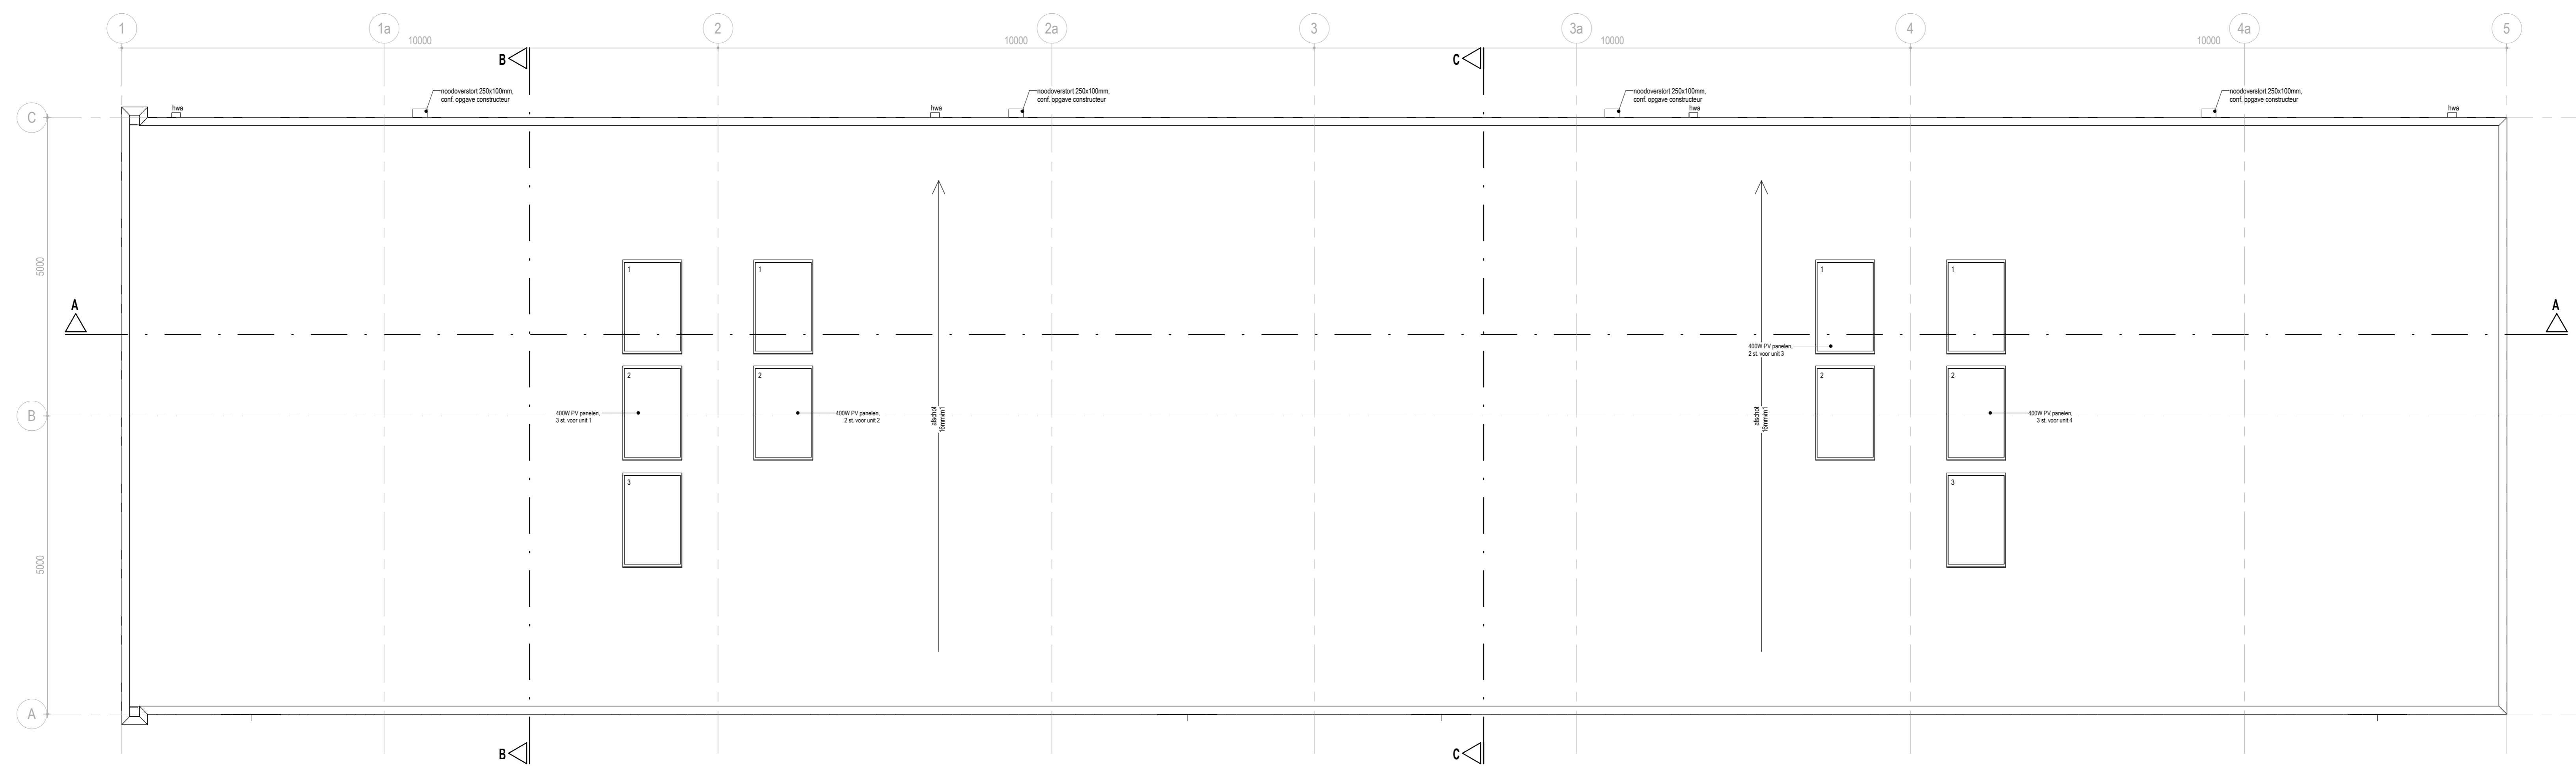 1
1a
2
2a
3
3a
4
4a
5
10000
10000
10000
10000
B
C
noodoverstort 250x100mm,
conf. opgave constructeur
noodoverstort 250x100mm,
conf. opgave constructeur
noodoverstort 250x100mm,
conf. opgave constructeur
noodoverstort 250x100mm,
conf. opgave constructeur
hwa
hwa
hwa
hwa
C
5000
1
1
1
1
A
A
400W PV panelen,
2 st. voor unit 3
2
2
2
2
B
400W PV panelen,
3 st. voor unit 1
400W PV panelen,
2 st. voor unit 2
afschot
16mm/m1
afschot
16mm/m1
400W PV panelen,
3 st. voor unit 4
3
3
5000
A
B
C